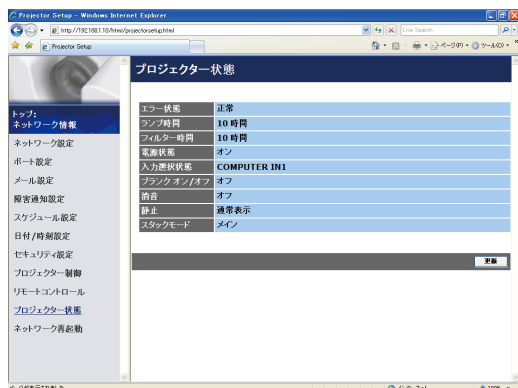 Projector Setup - Windows Internet Explorer
http://192.168.1.10/html/projectorsetup.html
Live Search
Projector Setup
ページ(P)
ツール(O)
プロジェクター状態
トップ:
ネットワーク情報
ネットワーク設定
ポート設定
メール設定
障害通知設定
スケジュール設定
日付/時刻設定
セキュリティ設定
プロジェクター制御
リモートコントロール
プロジェクター状態
ネットワーク再起動
エラー状態 正常
ランプ時間 10 時間
フィルター時間 10 時間
電源状態 オン
入力選択状態 COMPUTER IN1
ブランク オン/オフ オフ
消音 オフ
静止 通常表示
スタックモード メイン
更新